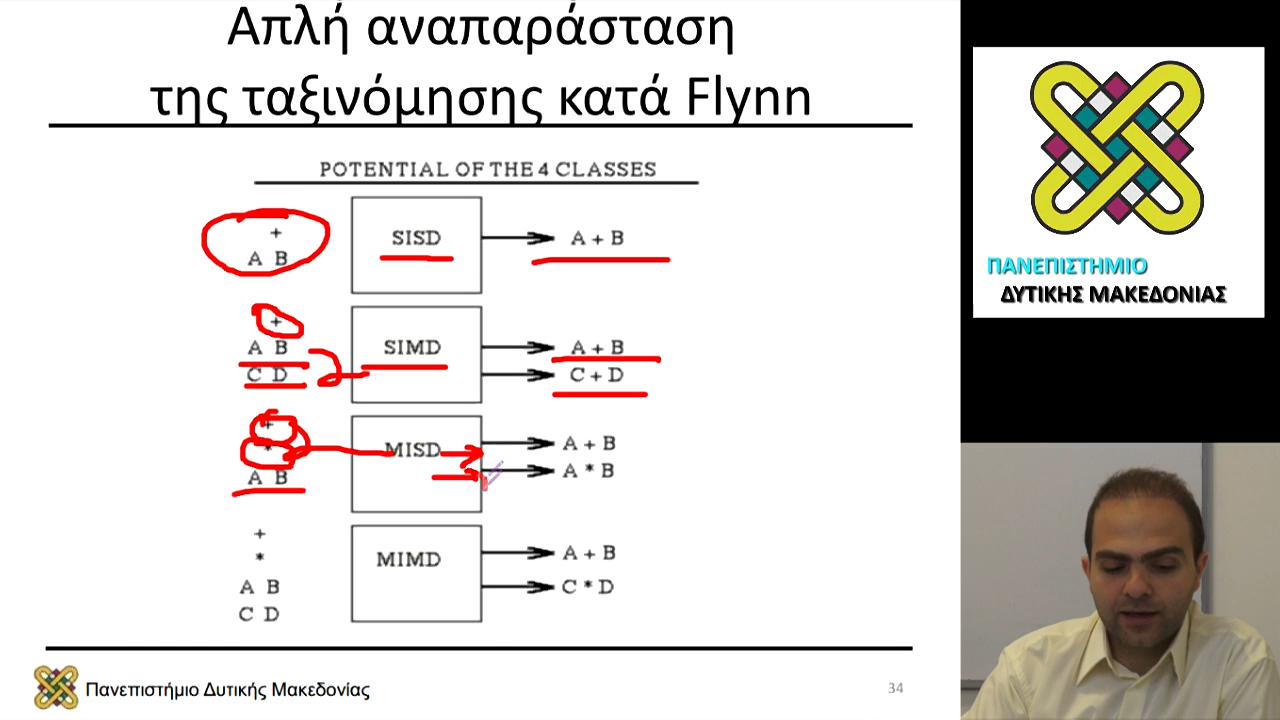 Απλή αναπαράσταση
της ταξινόμησης κατά Flynn
POTENTIAL OF THE 4 CLASSES
+
A B
SISD
A + B
+
A B
C D
SIMD
A + B
C + D
+
*
A B
MISD
A + B
A * B
+
*
A B
C D
MIMD
A + B
C * D
Πανεπιστήμιο Δυτικής Μακεδονίας
34
ΠΑΝΕΠΙΣΤΗΜΙΟ
ΔΥΤΙΚΗΣ ΜΑΚΕΔΟΝΙΑΣ